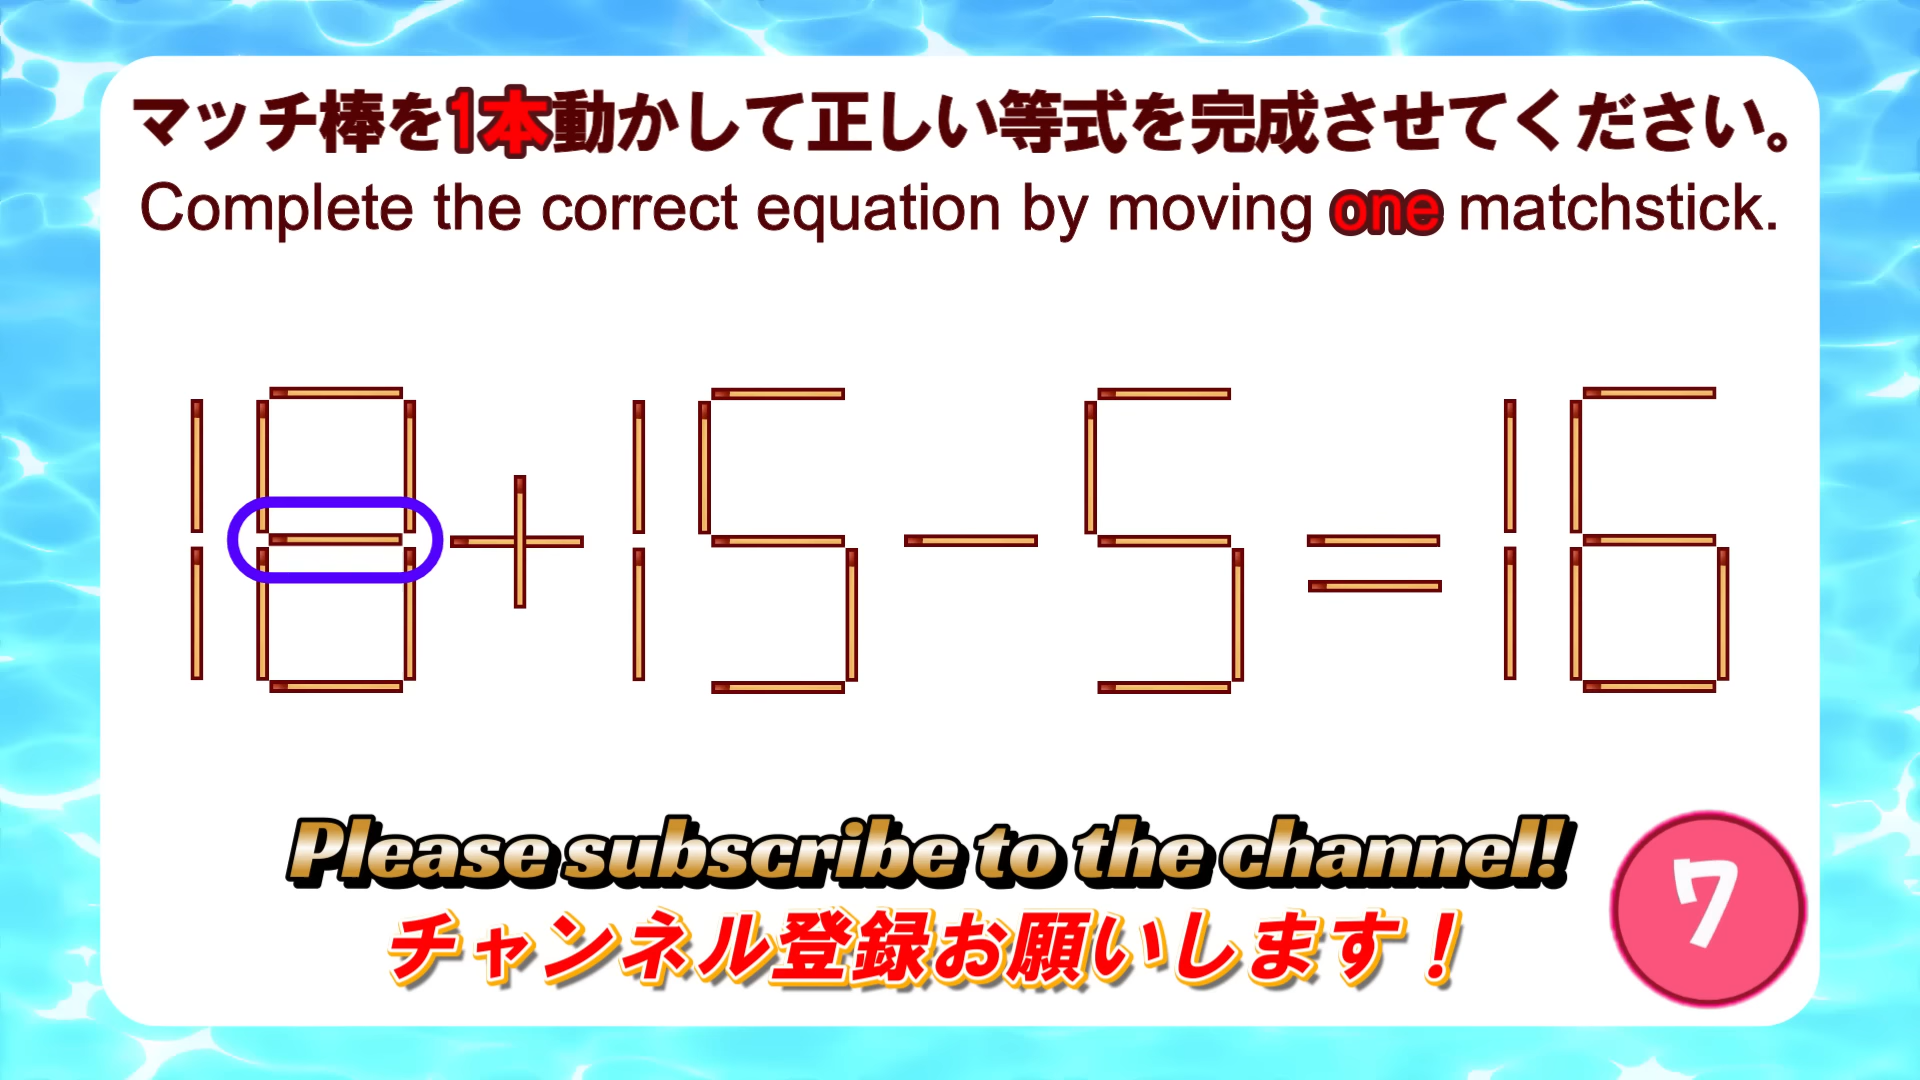 マッチ棒を1本動かして正しい等式を完成させてください。
Complete the correct equation by moving one matchstick.
18+15-5=16
Please subscribe to the channel!
チャンネル登録お願いします！
7